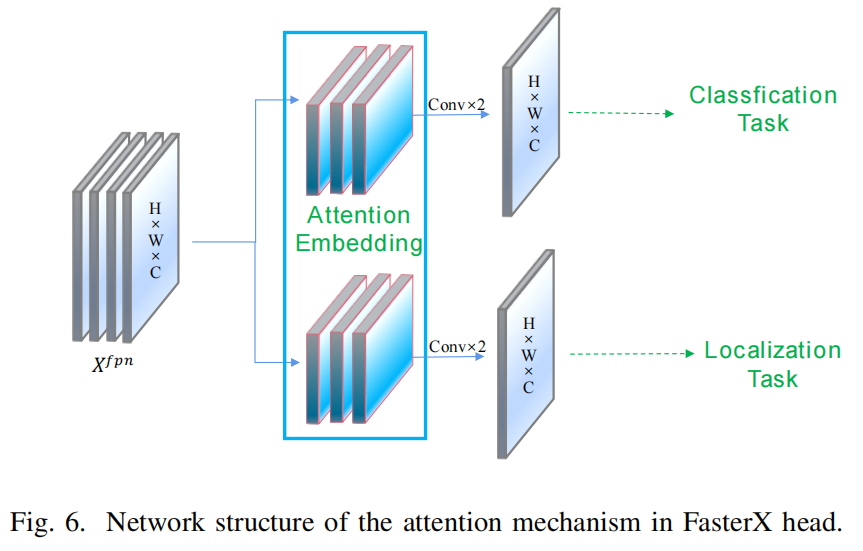 H
×
W
×
C
X^{fpn}
Attention
Embedding
Conv×2
H
×
W
×
C
Classfication
Task
Conv×2
H
×
W
×
C
Localization
Task
Fig. 6. Network structure of the attention mechanism in FasterX head.